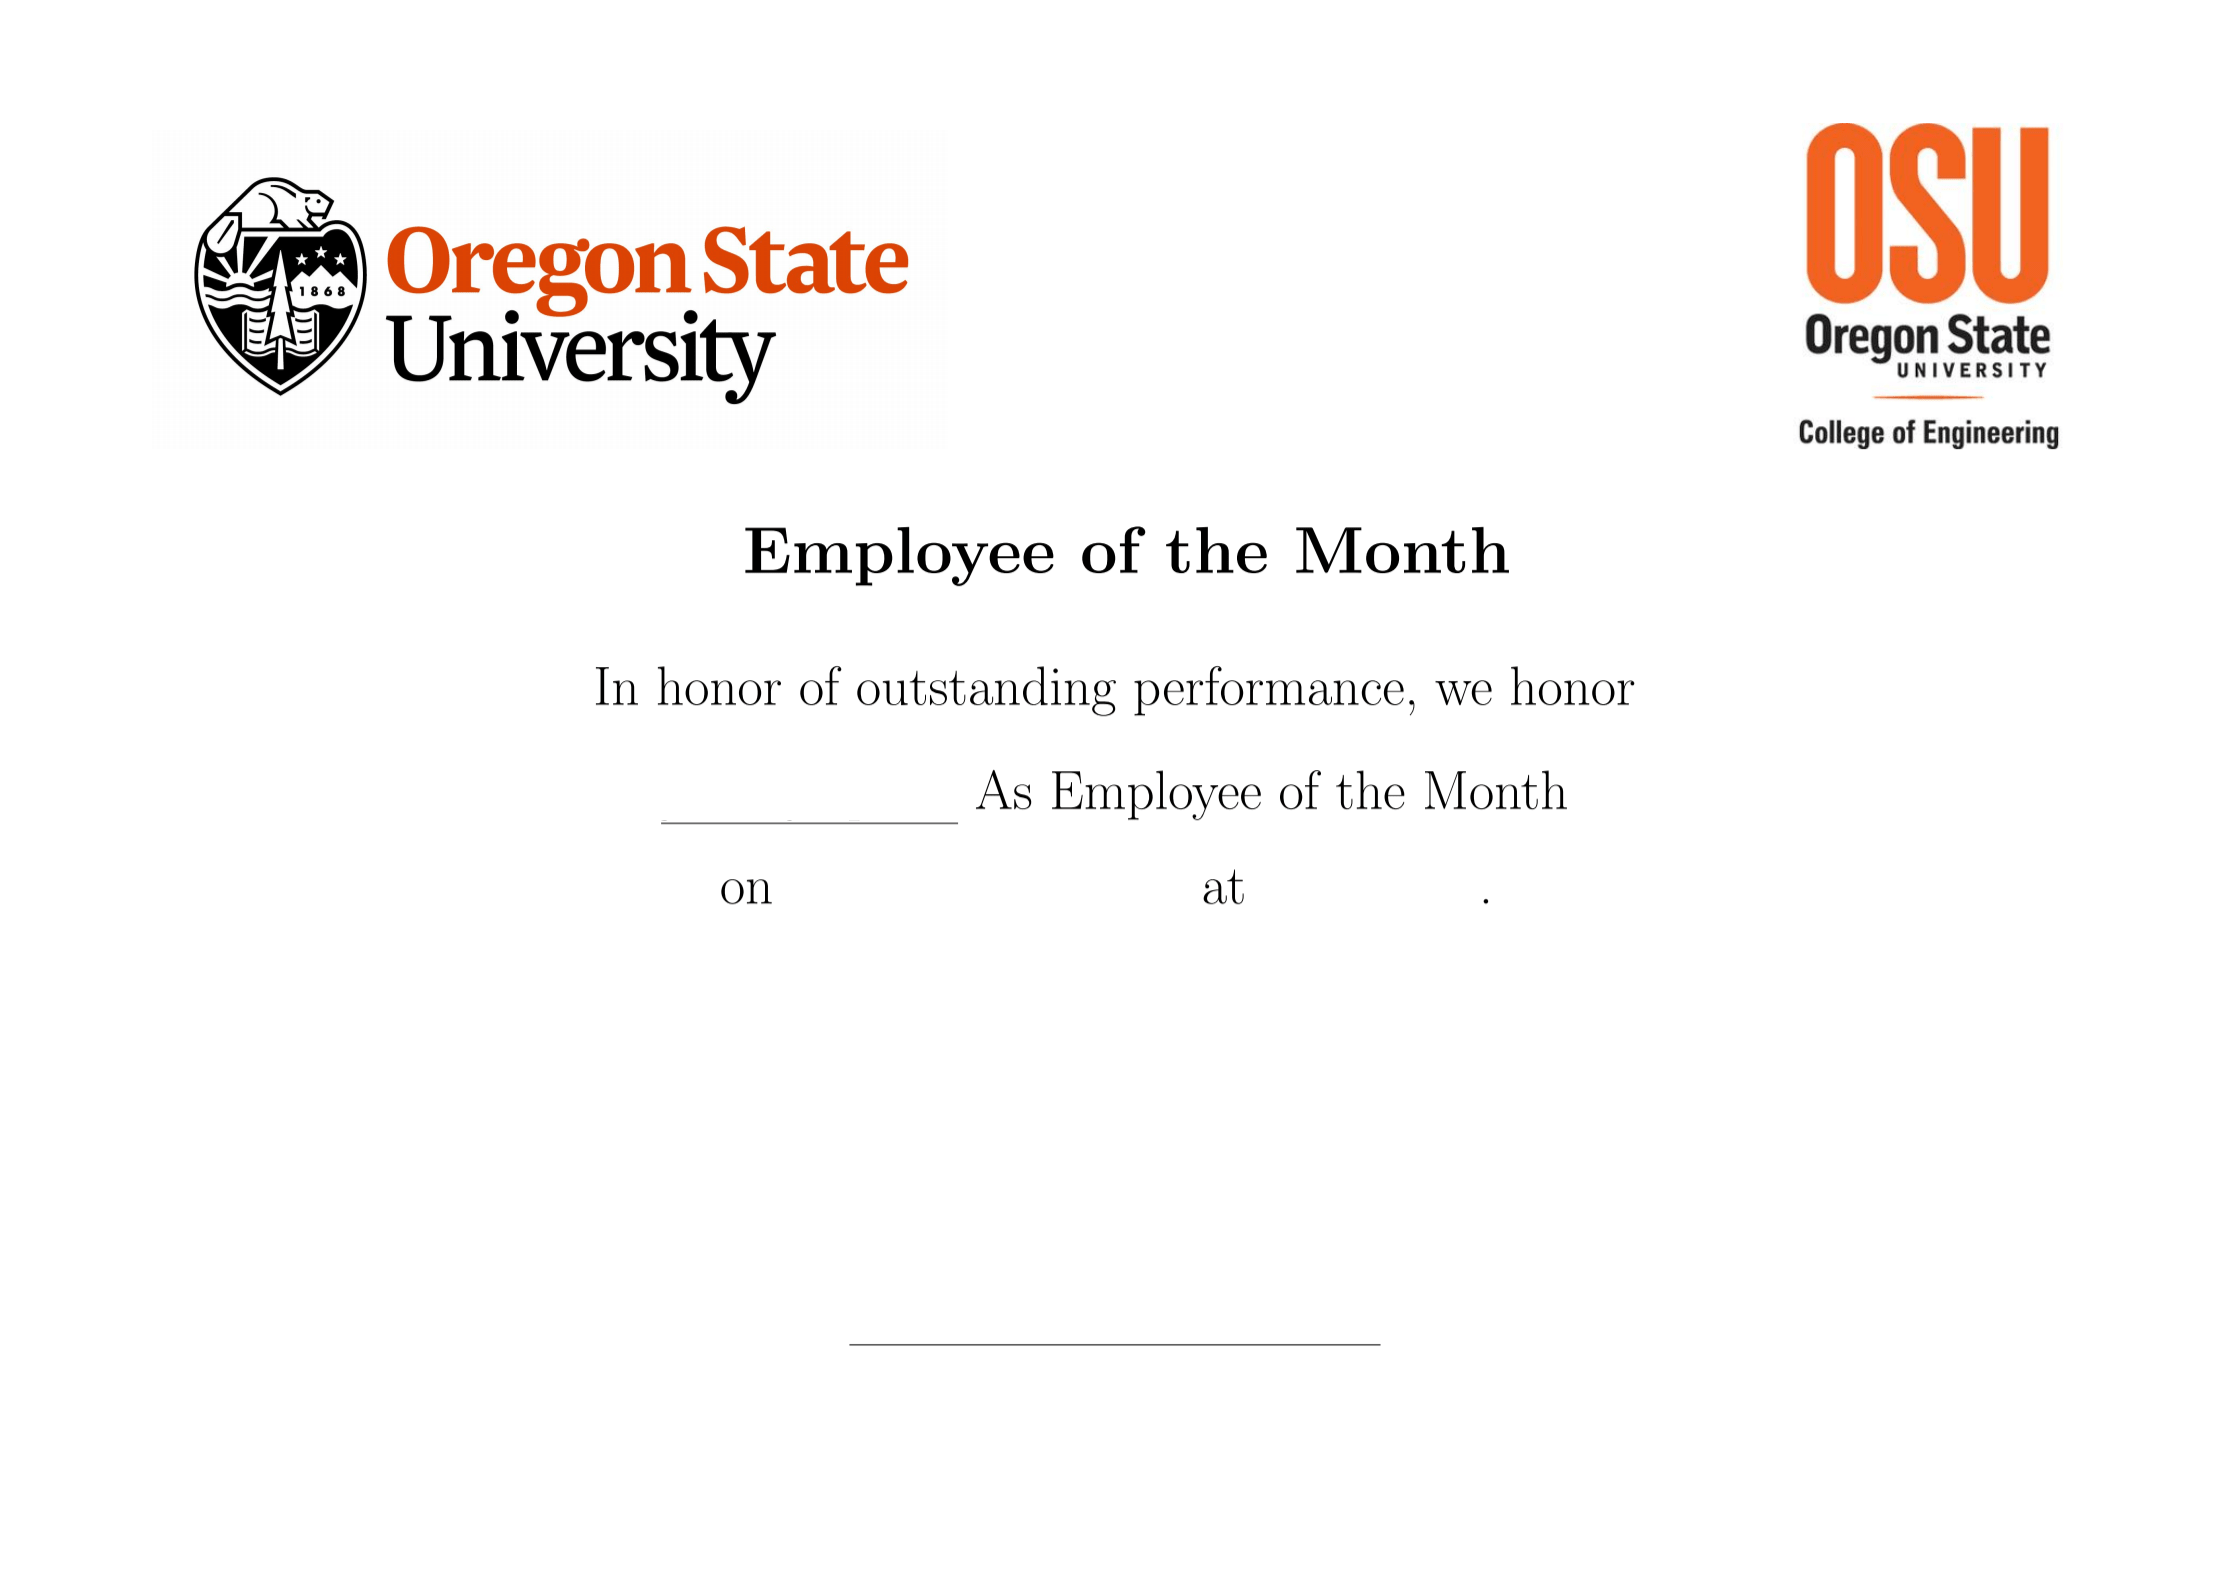 1868
Oregon State
University
OSU
Oregon State
UNIVERSITY
College of Engineering
Employee of the Month
In honor of outstanding performance, we honor
As Employee of the Month
on at .